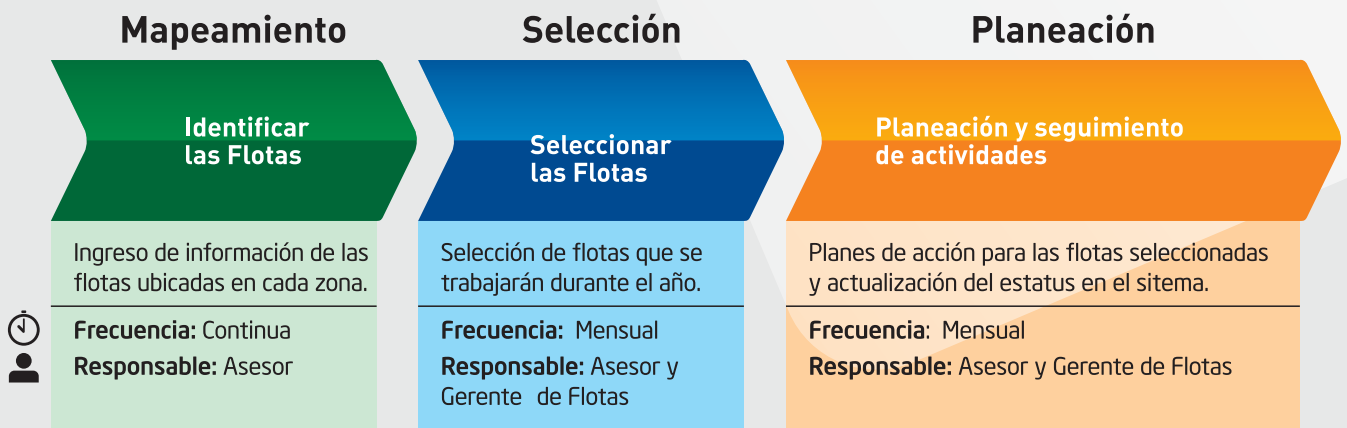 Mapeamiento
Selección
Planeación
Identificar
las Flotas
Seleccionar
las Flotas
Planeación y seguimiento
de actividades
Ingreso de información de las
flotas ubicadas en cada zona.
Frecuencia: Continua
Responsable: Asesor
Selección de flotas que se
trabajarán durante el año.
Frecuencia: Mensual
Responsable: Asesor y
Gerente de Flotas
Planes de acción para las flotas seleccionadas
y actualización del estatus en el sitema.
Frecuencia: Mensual
Responsable: Asesor y Gerente de Flotas